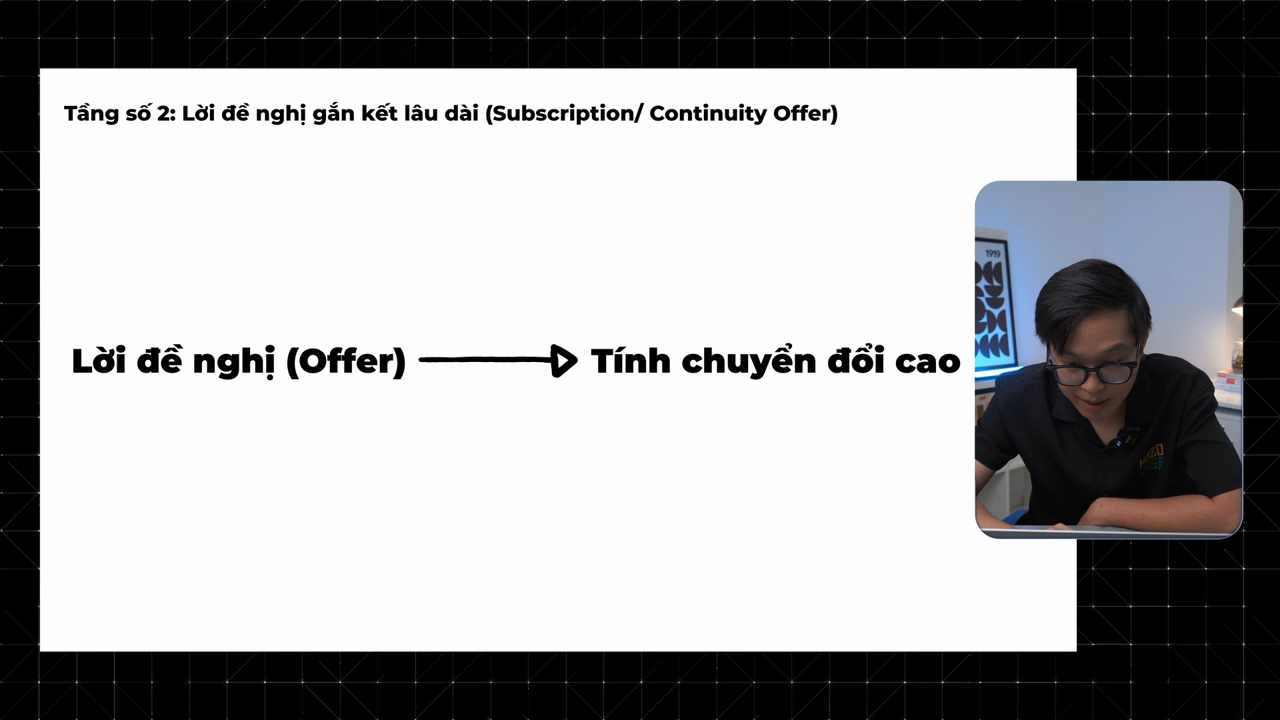 Tầng số 2: Lời đề nghị gắn kết lâu dài (Subscription/ Continuity Offer)
Lời đề nghị (Offer) Tính chuyển đổi cao
1919